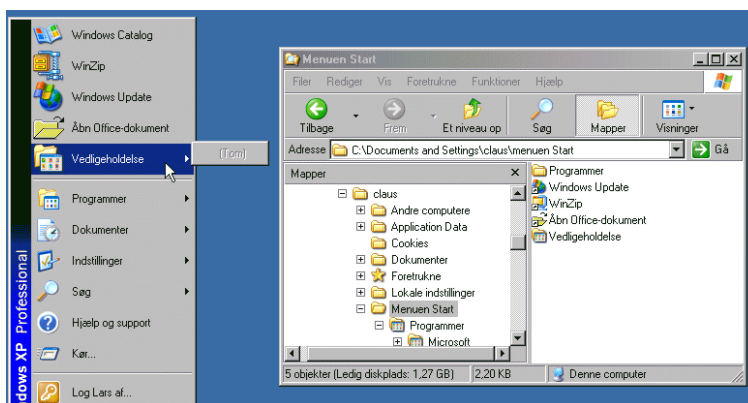 Windows Catalog
WinZip
Windows Update
Åbn Office-dokument
Vedligeholdelse
(Tom)
Programmer
Dokumenter
Indstillinger
Søg
Hjælp og support
Kør...
Log Lars af...
dows XP Professional
Menuen Start
Filer Rediger Vis Foretrukne Funktioner Hjælp
Tilbage Frem Et niveau op Søg Mapper Visninger
Adresse C:\Documents and Settings\claus\menuen Start Gå
Mapper
claus
Andre computere
Application Data
Cookies
Dokumenter
Foretrukne
Lokale indstillinger
Menuen Start
Programmer
Microsoft
Programmer
Windows Update
WinZip
Åbn Office-dokument
Vedligeholdelse
5 objekter (Ledig diskplads: 1,27 GB) 2,20 KB Denne computer